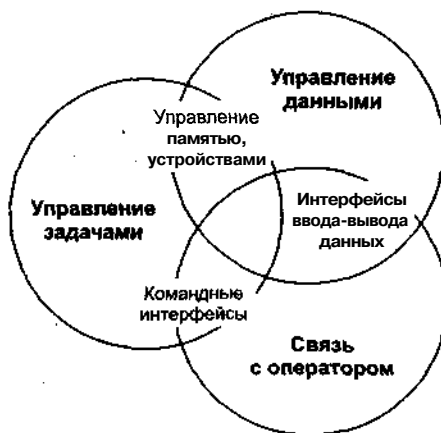 Управление
данными
Управление
памятью,
устройствами
Управление
задачами
Интерфейсы
ввода-вывода
данных
Командные
интерфейсы
Связь
с оператором